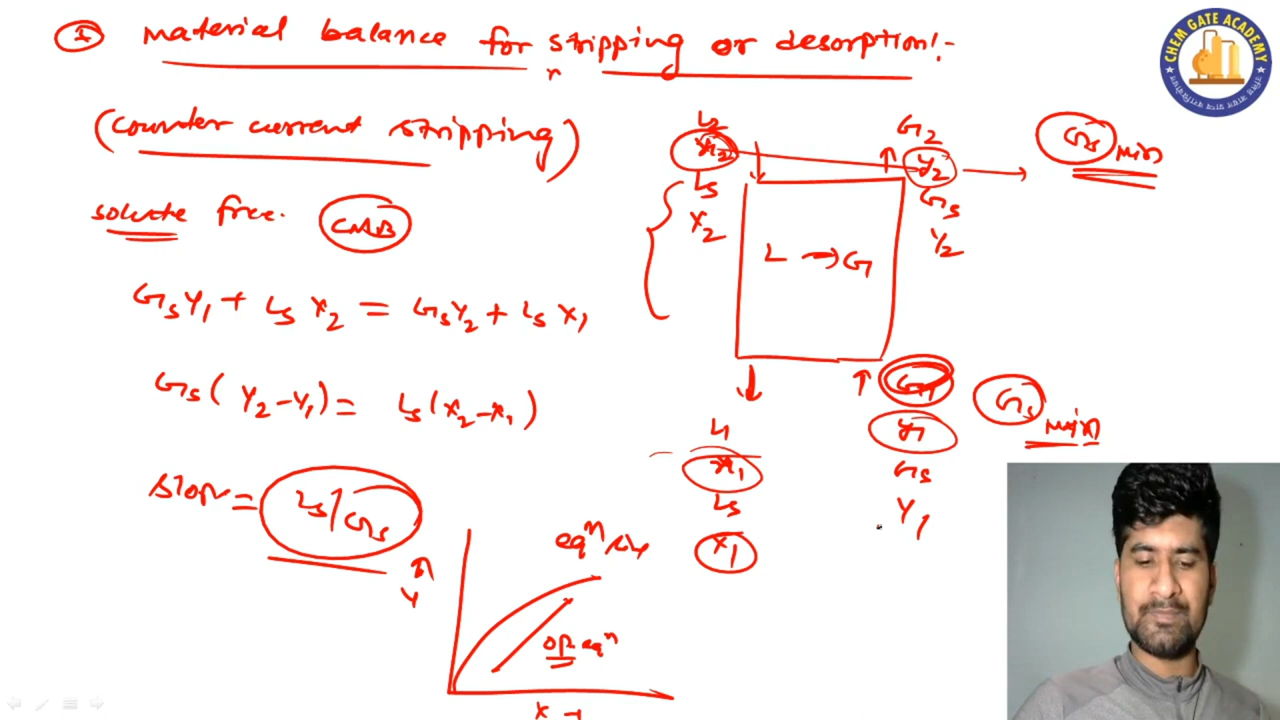 ① Material balance for stripping or desorption!-
(Counter current stripping)
solute free. CMB
GsY1 + LsX2 = GsY2 + LsX1
Gs(Y2-Y1) = Ls(X2-X1)
slope = Ls/Gs
Y
eqn line
op eqn
X
L2
x2
Ls
X2
G2
y2
Gs
Y2
Gs min
L → G
L1
x1
Ls
X1
G1
y1
Gs
Y1
Gs min
CHEM GATE ACADEMY